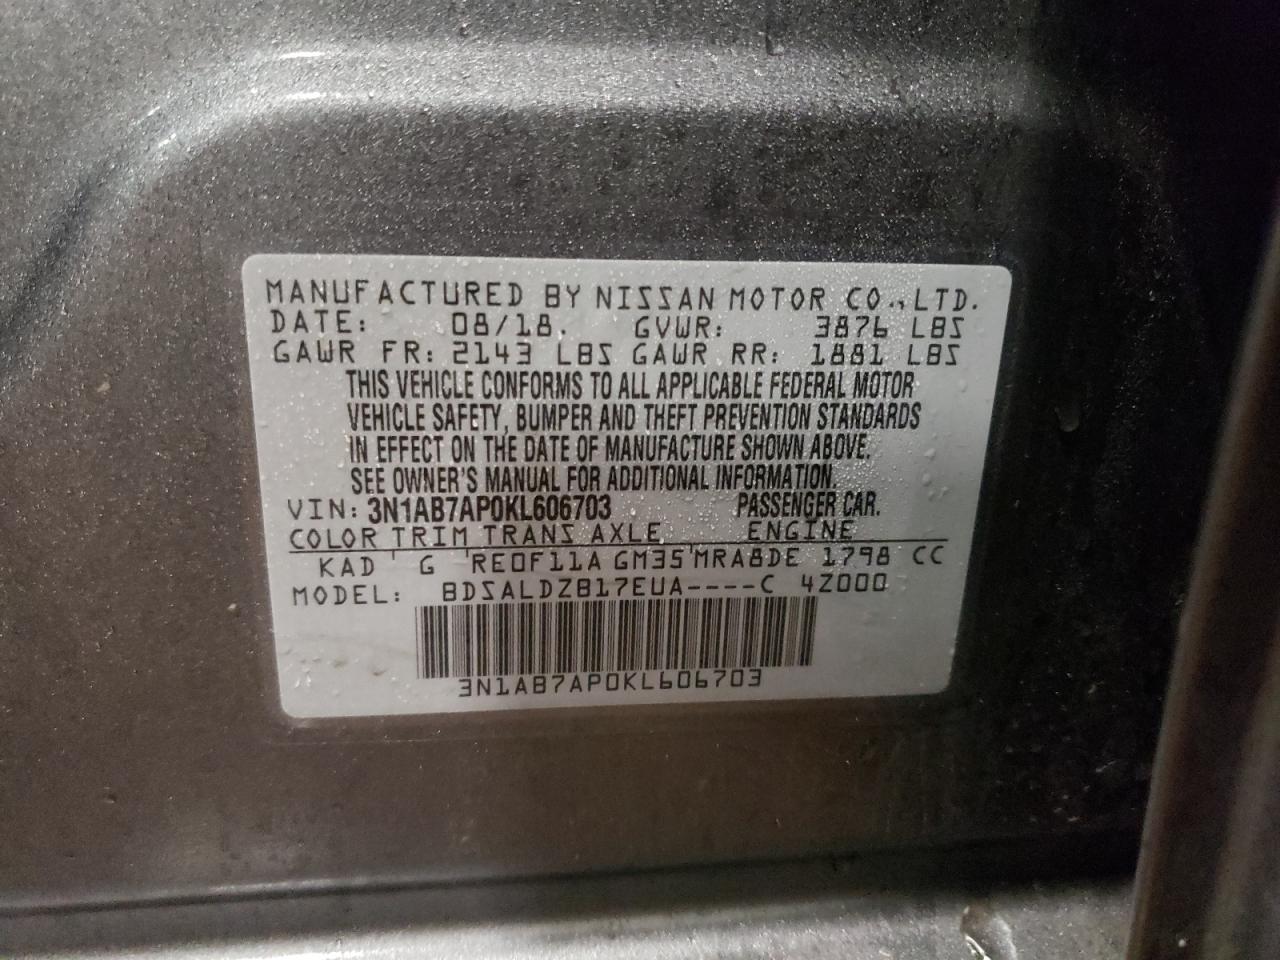 MANUFACTURED BY NISSAN MOTOR CO., LTD.
DATE: 08/18. GVWR: 3876 LBS
GAWR FR: 2143 LBS GAWR RR: 1881 LBS
THIS VEHICLE CONFORMS TO ALL APPLICABLE FEDERAL MOTOR
VEHICLE SAFETY, BUMPER AND THEFT PREVENTION STANDARDS
IN EFFECT ON THE DATE OF MANUFACTURE SHOWN ABOVE.
SEE OWNER'S MANUAL FOR ADDITIONAL INFORMATION.
VIN: 3N1AB7AP0KL606703 PASSENGER CAR.
COLOR TRIM TRANS AXLE ENGINE
KAD G RE0F11A GM35 MRA8DE 1798 CC
MODEL: BDSALDZB17EUA----C 4Z000
3N1AB7AP0KL606703